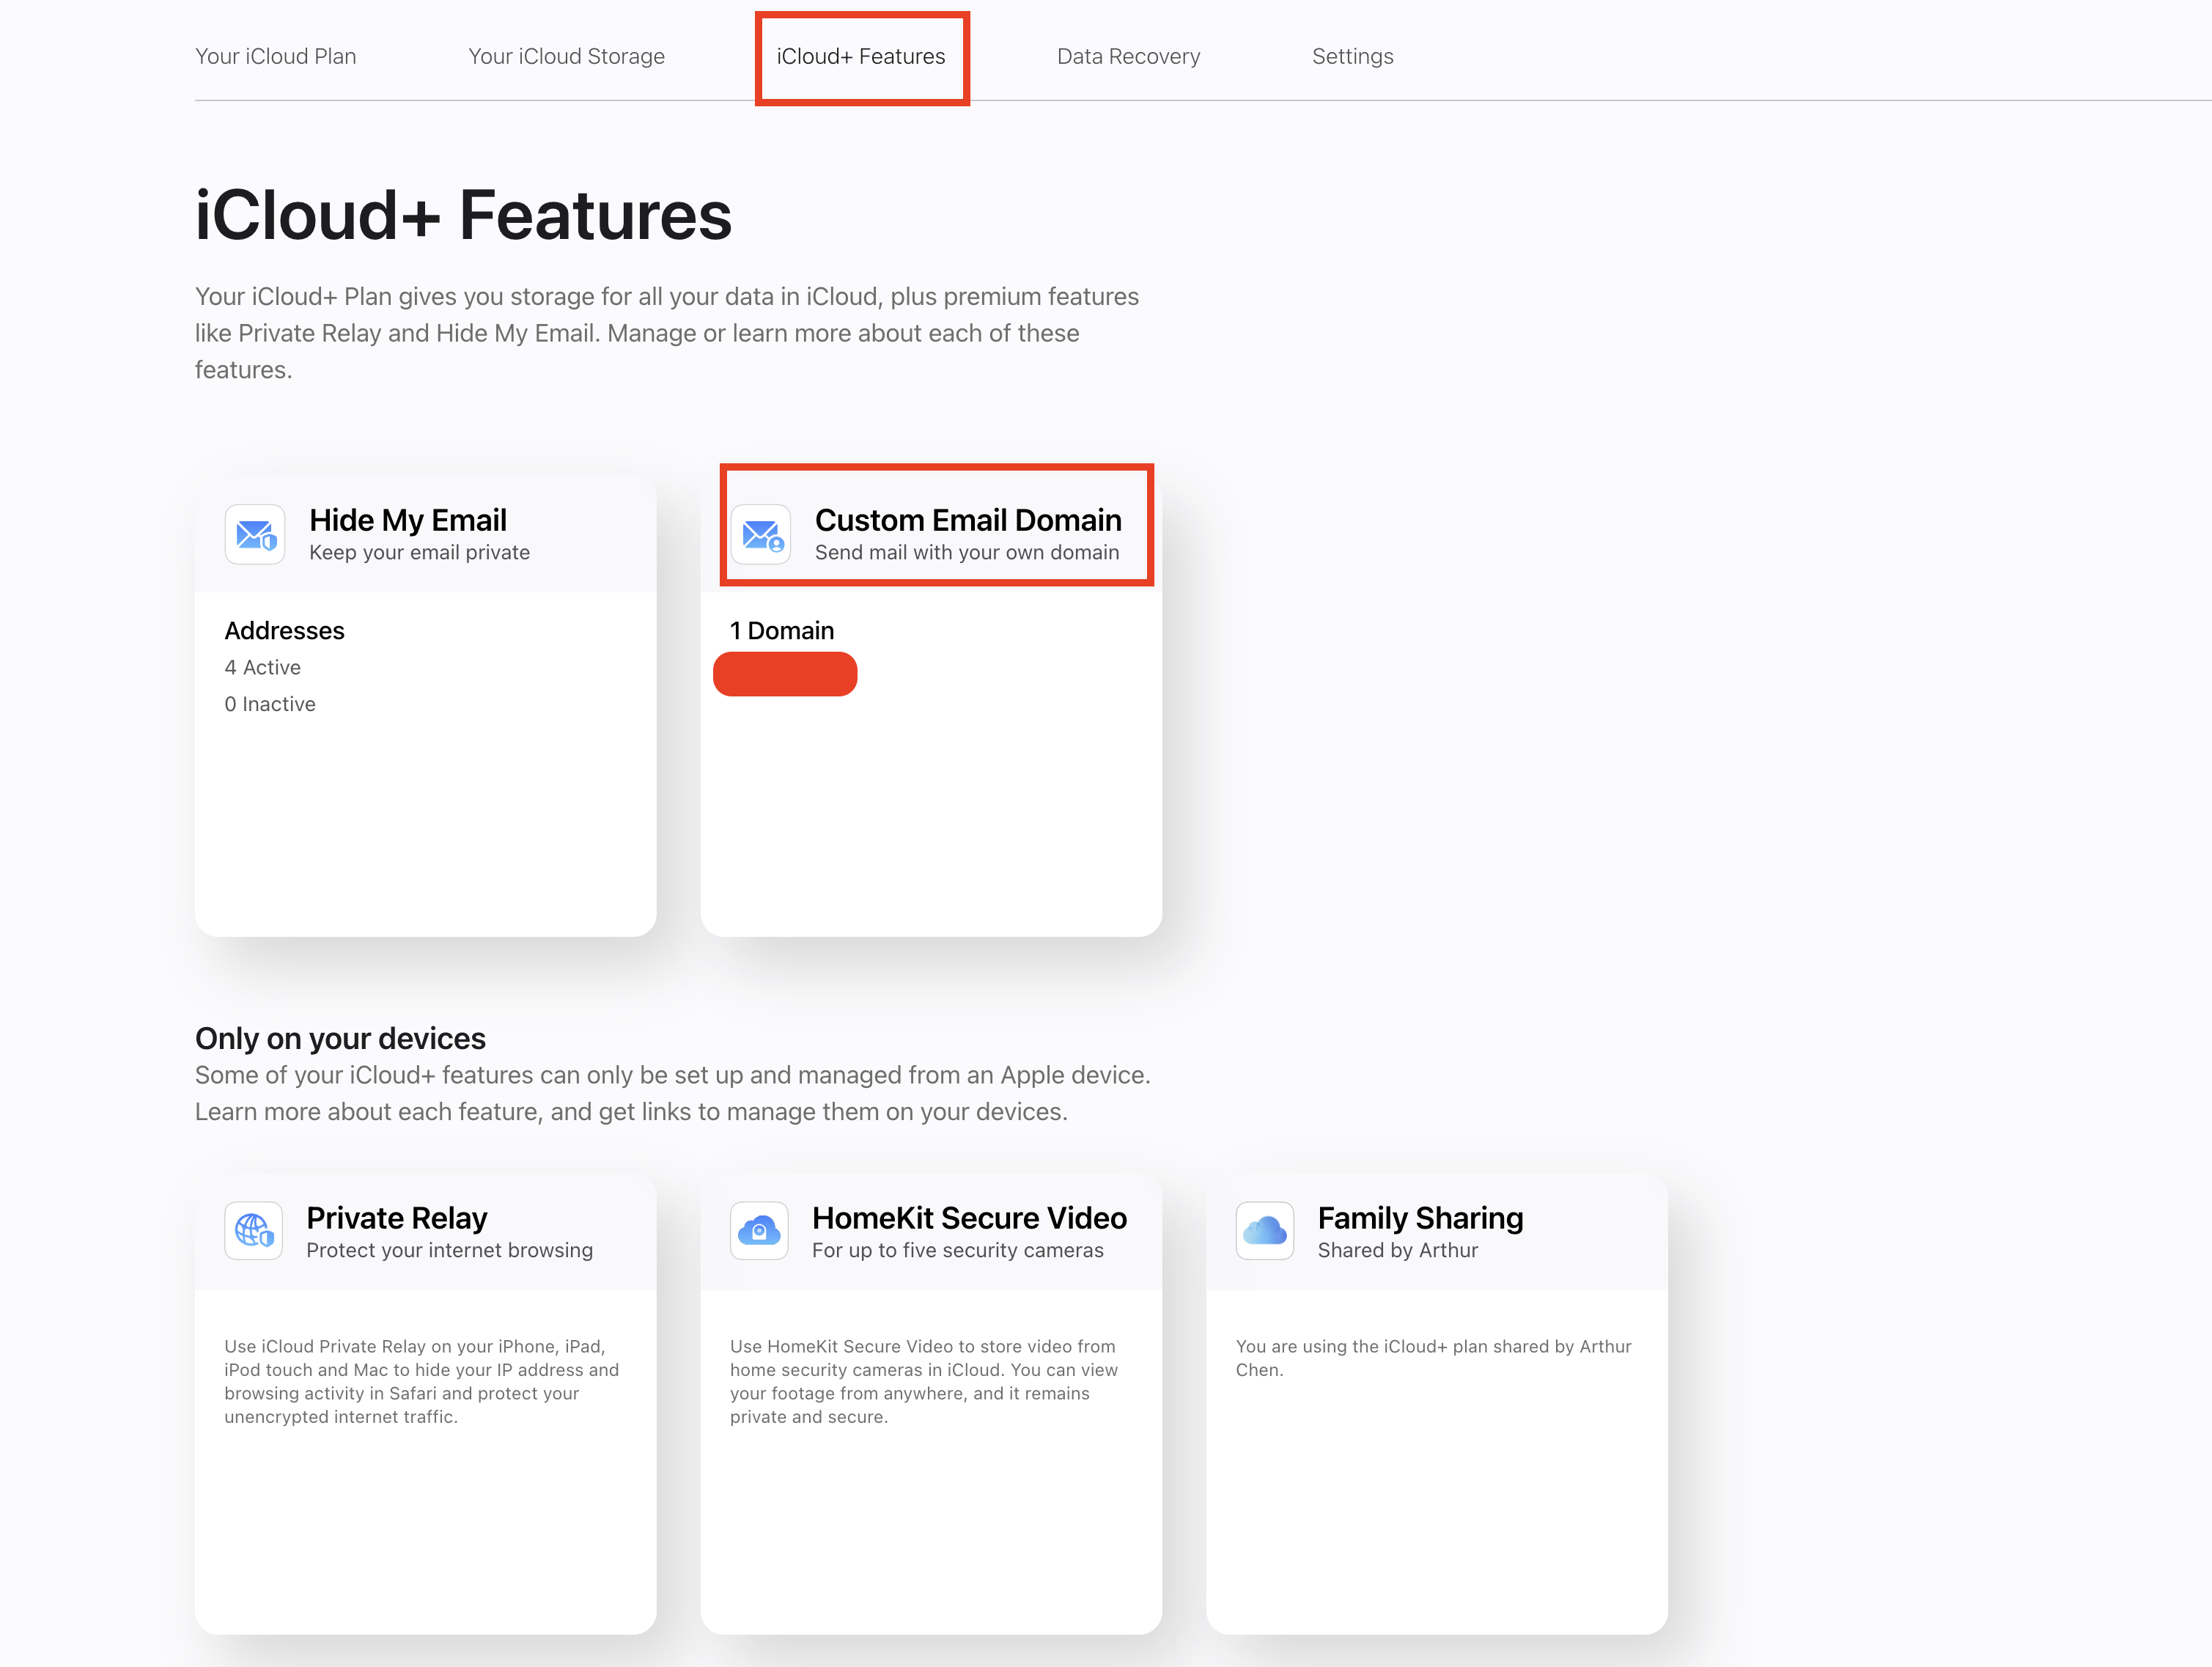 Your iCloud Plan
Your iCloud Storage
iCloud+ Features
Data Recovery
Settings
iCloud+ Features
Your iCloud+ Plan gives you storage for all your data in iCloud, plus premium features
like Private Relay and Hide My Email. Manage or learn more about each of these
features.
Hide My Email
Keep your email private
Addresses
4 Active
0 Inactive
Custom Email Domain
Send mail with your own domain
1 Domain
Only on your devices
Some of your iCloud+ features can only be set up and managed from an Apple device.
Learn more about each feature, and get links to manage them on your devices.
Private Relay
Protect your internet browsing
Use iCloud Private Relay on your iPhone, iPad,
iPod touch and Mac to hide your IP address and
browsing activity in Safari and protect your
unencrypted internet traffic.
HomeKit Secure Video
For up to five security cameras
Use HomeKit Secure Video to store video from
home security cameras in iCloud. You can view
your footage from anywhere, and it remains
private and secure.
Family Sharing
Shared by Arthur
You are using the iCloud+ plan shared by Arthur
Chen.